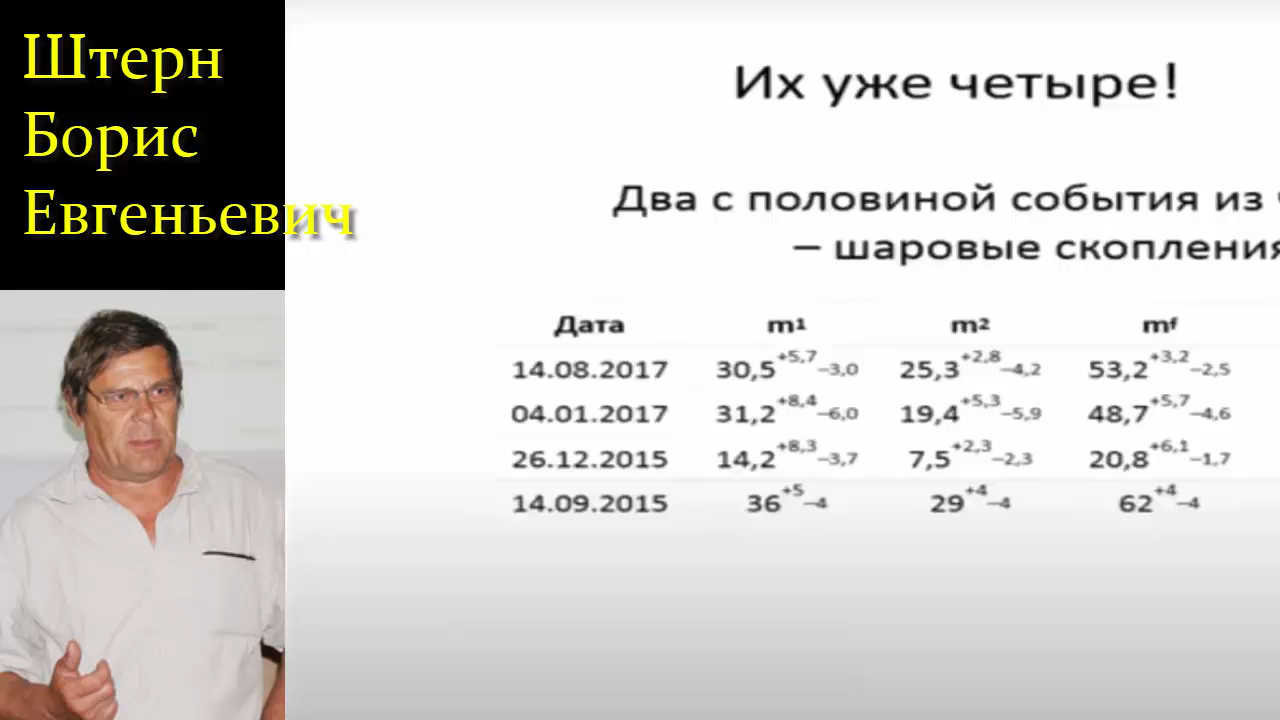 Штерн
Борис
Евгеньевич
Их уже четыре!
Два с половиной события из
– шаровые скопления
Дата m1 m2 mf
14.08.2017 30,5+5,7–3,0 25,3+2,8–4,2 53,2+3,2–2,5
04.01.2017 31,2+8,4–6,0 19,4+5,3–5,9 48,7+5,7–4,6
26.12.2015 14,2+8,3–3,7 7,5+2,3–2,3 20,8+6,1–1,7
14.09.2015 36+5–4 29+4–4 62+4–4